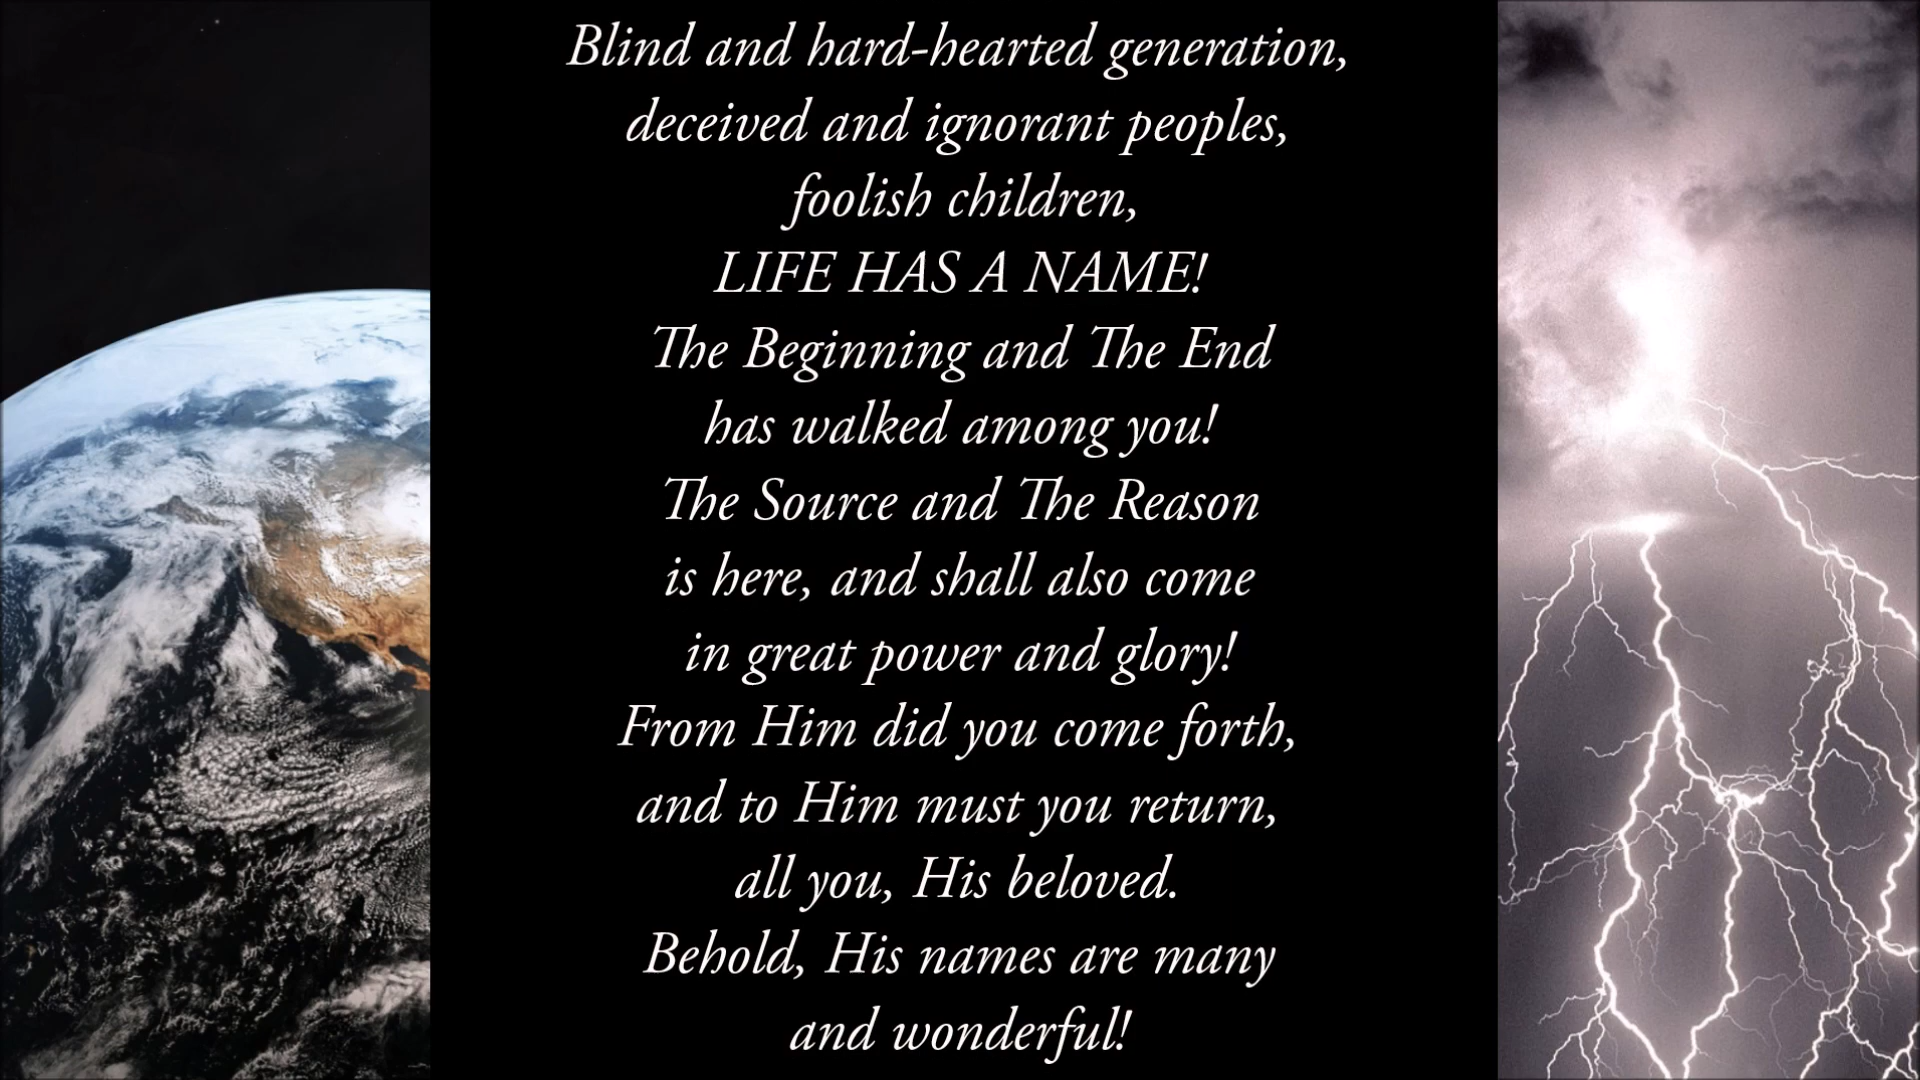 Blind and hard-hearted generation,
deceived and ignorant peoples,
foolish children,
LIFE HAS A NAME!
The Beginning and The End
has walked among you!
The Source and The Reason
is here, and shall also come
in great power and glory!
From Him did you come forth,
and to Him must you return,
all you, His beloved.
Behold, His names are many
and wonderful!